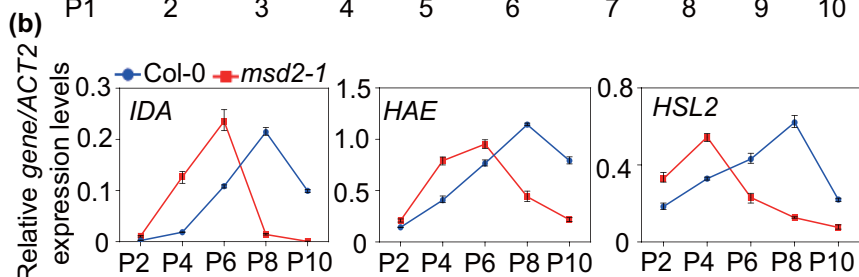 P1 2 3 4 5 6 7 8 9 10
(b)
Relative gene/ACT2
expression levels
Col-0 msd2-1
IDA
0.3
0.2
0.1
0
P2 P4 P6 P8 P10
HAE
1.5
1.0
0.5
0
P2 P4 P6 P8 P10
HSL2
0.8
0.4
0
P2 P4 P6 P8 P10